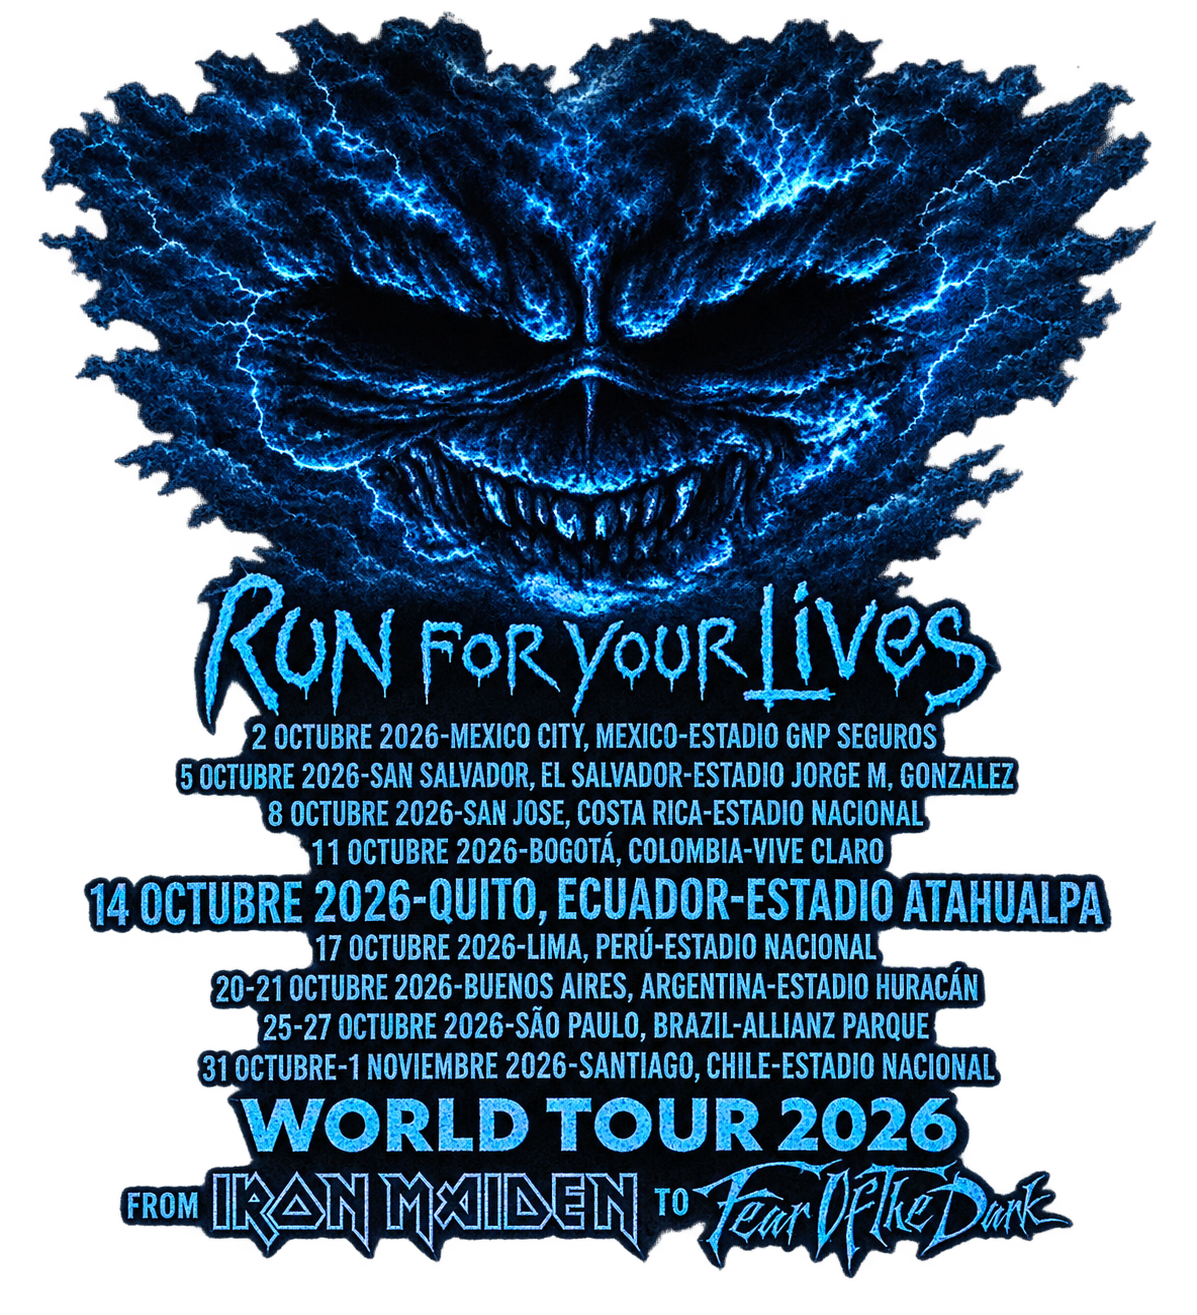 RUN FOR YOUR LiVeS
2 OCTUBRE 2026-MEXICO CITY, MEXICO-ESTADIO GNP SEGUROS
5 OCTUBRE 2026-SAN SALVADOR, EL SALVADOR-ESTADIO JORGE M, GONZALEZ
8 OCTUBRE 2026-SAN JOSE, COSTA RICA-ESTADIO NACIONAL
11 OCTUBRE 2026-BOGOTÁ, COLOMBIA-VIVE CLARO
14 OCTUBRE 2026-QUITO, ECUADOR-ESTADIO ATAHUALPA
17 OCTUBRE 2026-LIMA, PERÚ-ESTADIO NACIONAL
20-21 OCTUBRE 2026-BUENOS AIRES, ARGENTINA-ESTADIO HURACÁN
25-27 OCTUBRE 2026-SÃO PAULO, BRAZIL-ALLIANZ PARQUE
31 OCTUBRE-1 NOVIEMBRE 2026-SANTIAGO, CHILE-ESTADIO NACIONAL
WORLD TOUR 2026
FROM IRON MAIDEN TO Fear Of The Dark